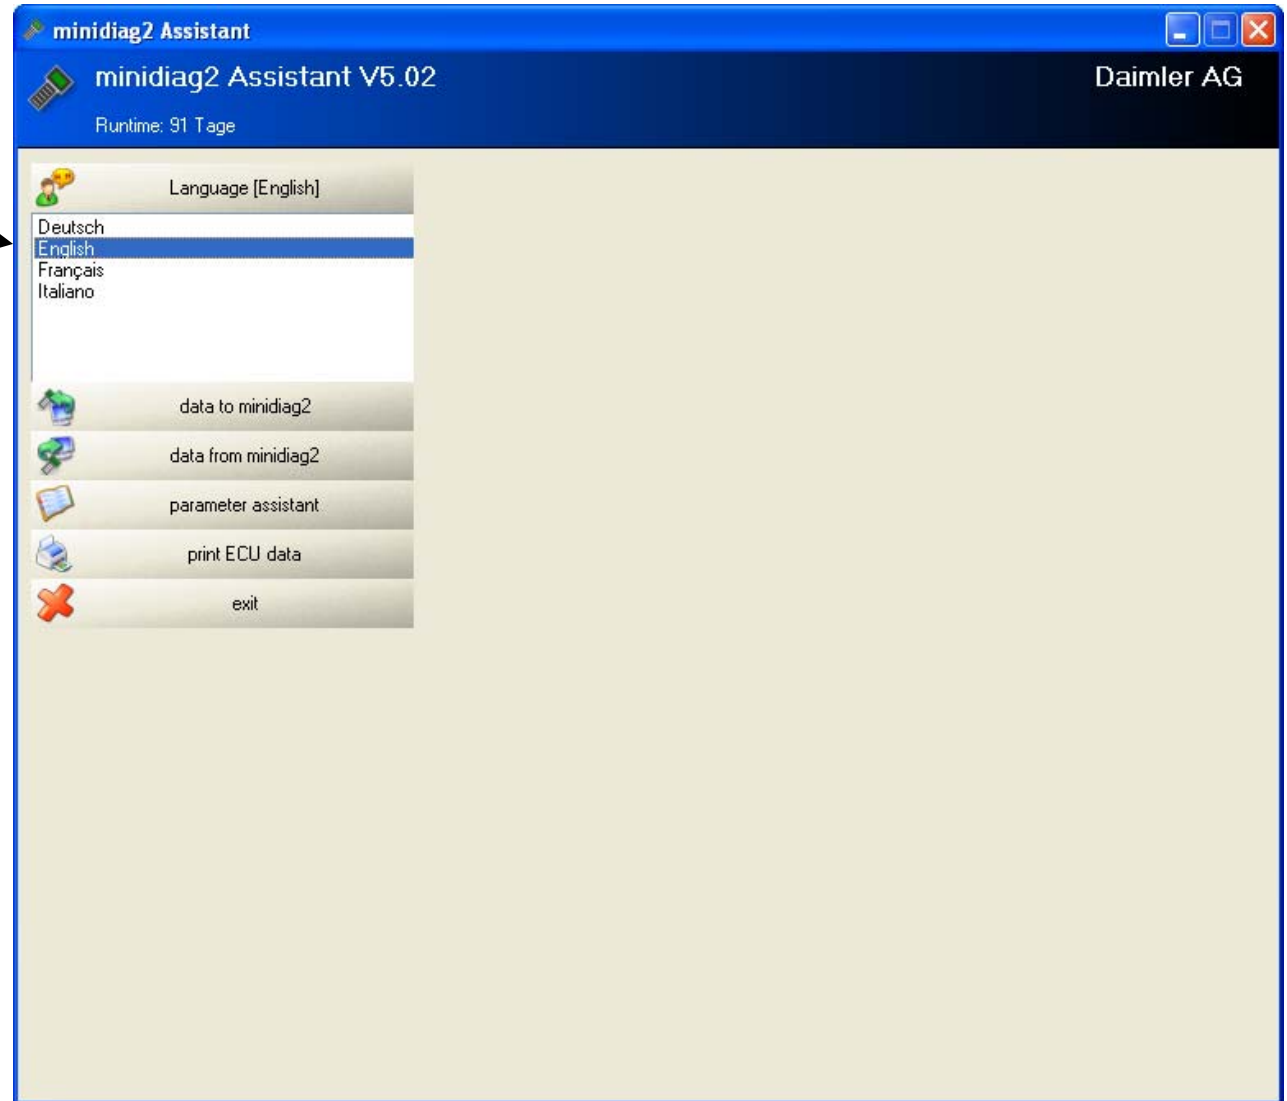 minidiag2 Assistant
minidiag2 Assistant V5.02
Daimler AG
Runtime: 91 Tage
Language [English]
Deutsch
English
Français
Italiano
data to minidiag2
data from minidiag2
parameter assistant
print ECU data
exit